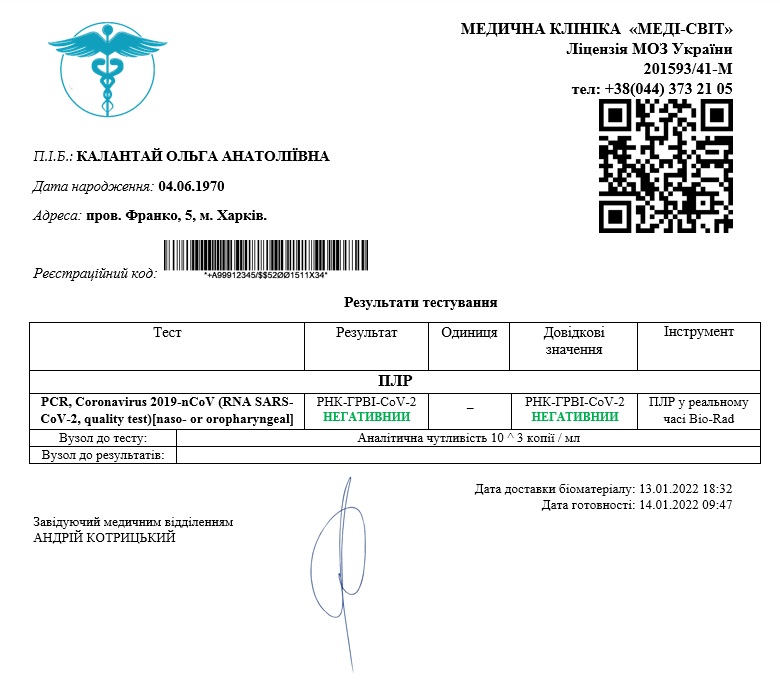 МЕДИЧНА КЛІНІКА «МЕДІ-СВІТ»
Ліцензія МОЗ України
201593/41-М
тел: +38(044) 373 21 05
П.І.Б.: КАЛАНТАЙ ОЛЬГА АНАТОЛІЇВНА
Дата народження: 04.06.1970
Адреса: пров. Франко, 5, м. Харків.
Реєстраційний код:
*+A99912345/$$52ØØ1511X34*
Результати тестування
Тест Результат Одиниця Довідкові значення Інструмент
ПЛР
PCR, Coronavirus 2019-nCoV (RNA SARS-CoV-2, quality test)[naso- or oropharyngeal] РНК-ГРВІ-CoV-2 НЕГАТИВНИИ – РНК-ГРВІ-CoV-2 НЕГАТИВНИИ ПЛР у реальному часі Bio-Rad
Вузол до тесту: Аналітична чутливість 10 ^ 3 копії / мл
Вузол до результатів:
Дата доставки біоматеріалу: 13.01.2022 18:32
Дата готовності: 14.01.2022 09:47
Завідуючий медичним відділенням
АНДРІЙ КОТРИЦЬКИЙ